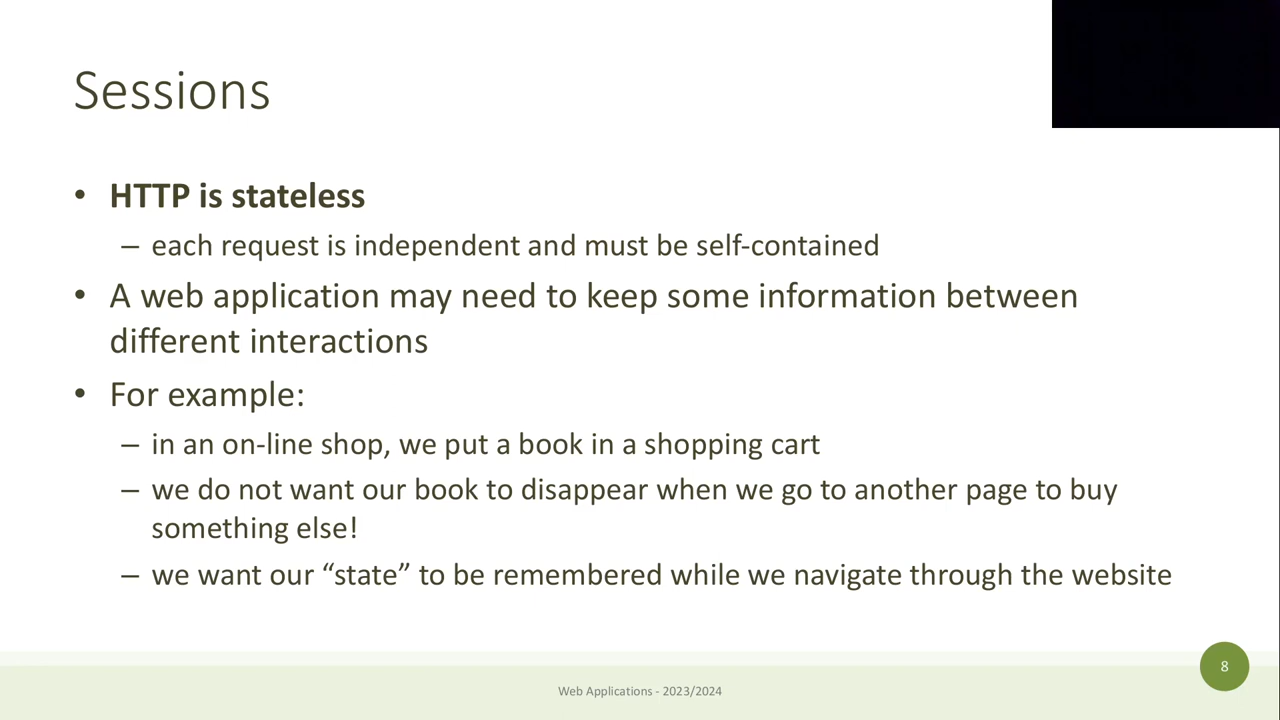 Sessions
• HTTP is stateless
– each request is independent and must be self-contained
• A web application may need to keep some information between
different interactions
• For example:
– in an on-line shop, we put a book in a shopping cart
– we do not want our book to disappear when we go to another page to buy
something else!
– we want our “state” to be remembered while we navigate through the website
8
Web Applications - 2023/2024